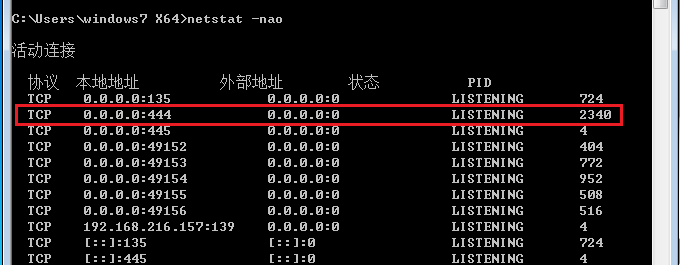 C:\Users\windows7 X64>netstat -nao
活动连接
协议 本地地址 外部地址 状态 PID
TCP 0.0.0.0:135 0.0.0.0:0 LISTENING 724
TCP 0.0.0.0:444 0.0.0.0:0 LISTENING 2340
TCP 0.0.0.0:445 0.0.0.0:0 LISTENING 4
TCP 0.0.0.0:49152 0.0.0.0:0 LISTENING 404
TCP 0.0.0.0:49153 0.0.0.0:0 LISTENING 772
TCP 0.0.0.0:49154 0.0.0.0:0 LISTENING 952
TCP 0.0.0.0:49155 0.0.0.0:0 LISTENING 508
TCP 0.0.0.0:49156 0.0.0.0:0 LISTENING 516
TCP 192.168.216.157:139 0.0.0.0:0 LISTENING 4
TCP [::]:135 [::]:0 LISTENING 724
TCP [::]:445 [::]:0 LISTENING 4